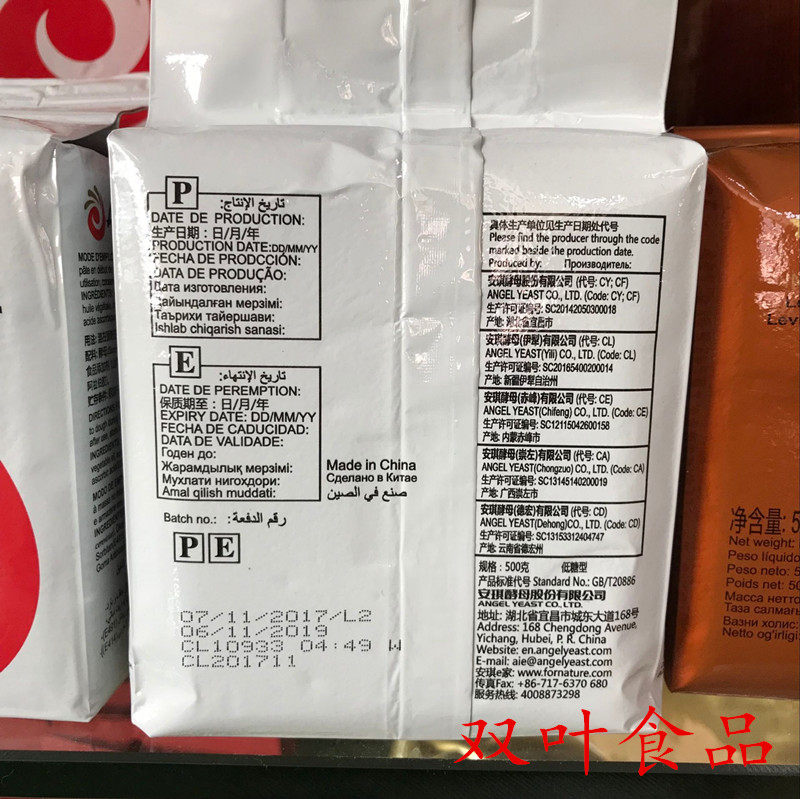 P
تاريخ الإنتاج:
DATE DE PRODUCTION:
生产日期：日/月/年
PRODUCTION DATE:DD/MM/YY
FECHA DE PRODCCIÓN:
DATA DE PRODUÇÃO:
Дата изготовления:
Дайындалған мерзімі:
Таърихи тайершави:
Ishlab chiqarish sanasi:
E
تاريخ الإنتهاء:
DATE DE PEREMPTION:
保质期至：日/月/年
EXPIRY DATE: DD/MM/YY
FECHA DE CADUCIDAD:
DATA DE VALIDADE:
Годен до:
Жарамдылық мерзімі:
Мухлати нигохдори:
Amal qilish muddati:
Made in China
Сделано в Китае
صنع في الصين
Batch no.: رقم الدفعة:
P E
07/11/2017/L2
06/11/2019
CL10933 04:49 W
CL201711
具体生产单位见生产日期处代号
Please find the producer through the code
marked beside the production date.
Produced by: Производитель:
安琪酵母股份有限公司 (代号: CY; CF)
ANGEL YEAST CO., LTD. (Code: CY; CF)
生产许可证编号: SC20142050300018
产地: 湖北省宜昌市
安琪酵母(伊犁)有限公司 (代号: CL)
ANGEL YEAST(Yili) CO., LTD. (Code: CL)
生产许可证编号: SC20165400200014
产地: 新疆伊犁自治州
安琪酵母(赤峰)有限公司 (代号: CE)
ANGEL YEAST(Chifeng) CO., LTD. (Code: CE)
生产许可证编号: SC12115042600158
产地: 内蒙赤峰市
安琪酵母(崇左)有限公司 (代号: CA)
ANGEL YEAST(Chongzuo) CO., LTD. (Code: CA)
生产许可证编号: SC13145140200019
产地: 广西崇左市
安琪酵母(德宏)有限公司 (代号: CD)
ANGEL YEAST(Dehong)CO., LTD. (Code: CD)
生产许可证编号: SC13153312404747
产地: 云南省德宏州
规格：500克 低糖型
产品标准代号 Standard No.: GB/T20886
安琪酵母股份有限公司
ANGEL YEAST CO., LTD.
地址: 湖北省宜昌市城东大道168号
Address: 168 Chengdong Avenue,
Yichang, Hubei, P. R. China
Website: en.angelyeast.com
E-mail: aie@angelyeast.com
安琪e家: www.fornature.com
传真Fax: +86-717-6370 680
服务热线: 4008873298
净含量: 5
Net weight:
Peso líquido
Peso neto: 5
Poids net: 50
Масса нетто
Таза салмағы
Вазни холис:
Netto og'irligi
双叶食品